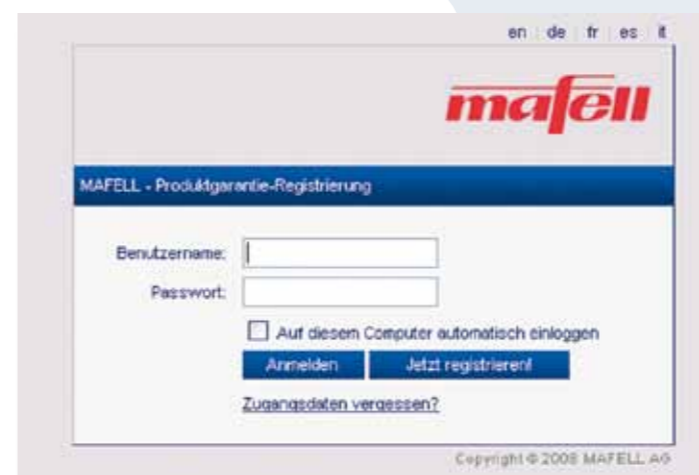 en de fr es it
mafell
MAFELL - Produktgarantie-Registrierung
Benutzername:
Passwort:
Auf diesem Computer automatisch einloggen
Anmelden Jetzt registrieren!
Zugangsdaten vergessen?
Copyright © 2008 MAFELL AG